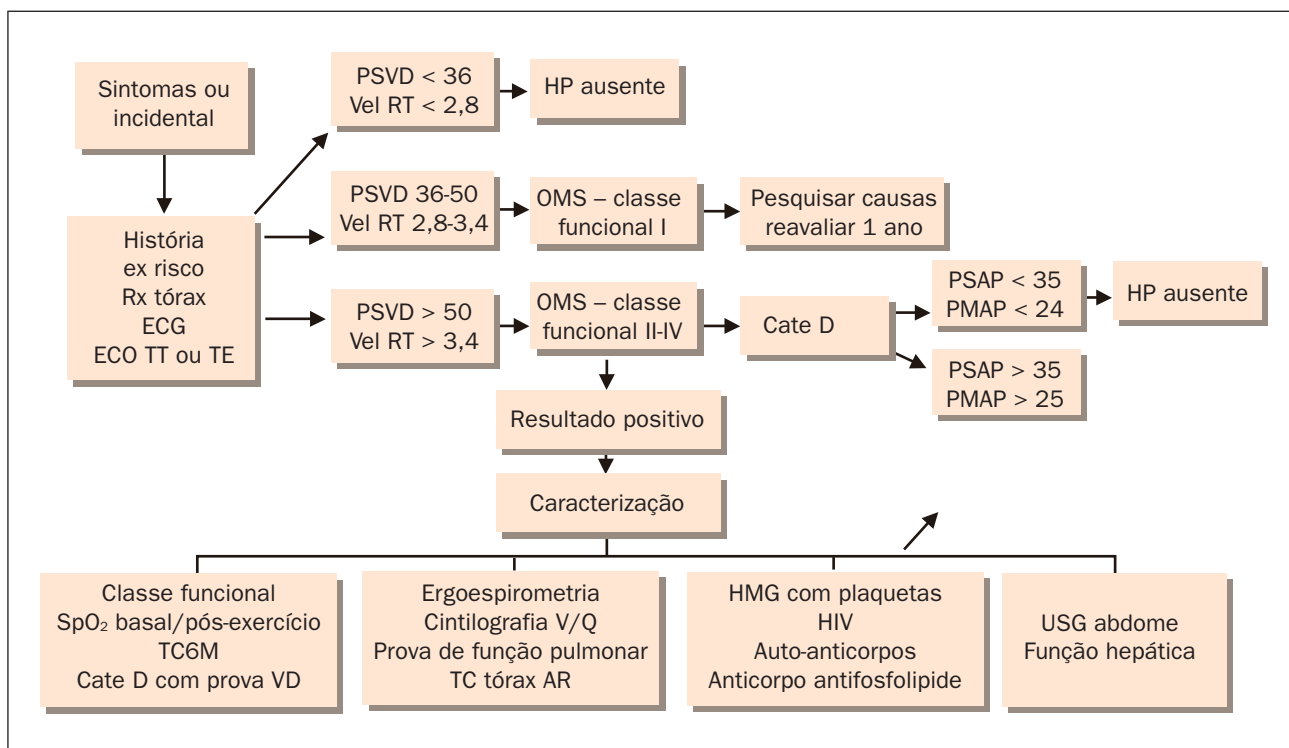 Sintomas ou
incidental
História
ex risco
Rx tórax
ECG
ECO TT ou TE
PSVD < 36
Vel RT < 2,8
HP ausente
PSVD 36-50
Vel RT 2,8-3,4
OMS – classe
funcional I
Pesquisar causas
reavaliar 1 ano
PSVD > 50
Vel RT > 3,4
OMS – classe
funcional II-IV
Cate D
PSAP < 35
PMAP < 24
HP ausente
PSAP > 35
PMAP > 25
Resultado positivo
Caracterização
Classe funcional
SpO₂ basal/pós-exercício
TC6M
Cate D com prova VD
Ergoespirometria
Cintilografia V/Q
Prova de função pulmonar
TC tórax AR
HMG com plaquetas
HIV
Auto-anticorpos
Anticorpo antifosfolipide
USG abdome
Função hepática